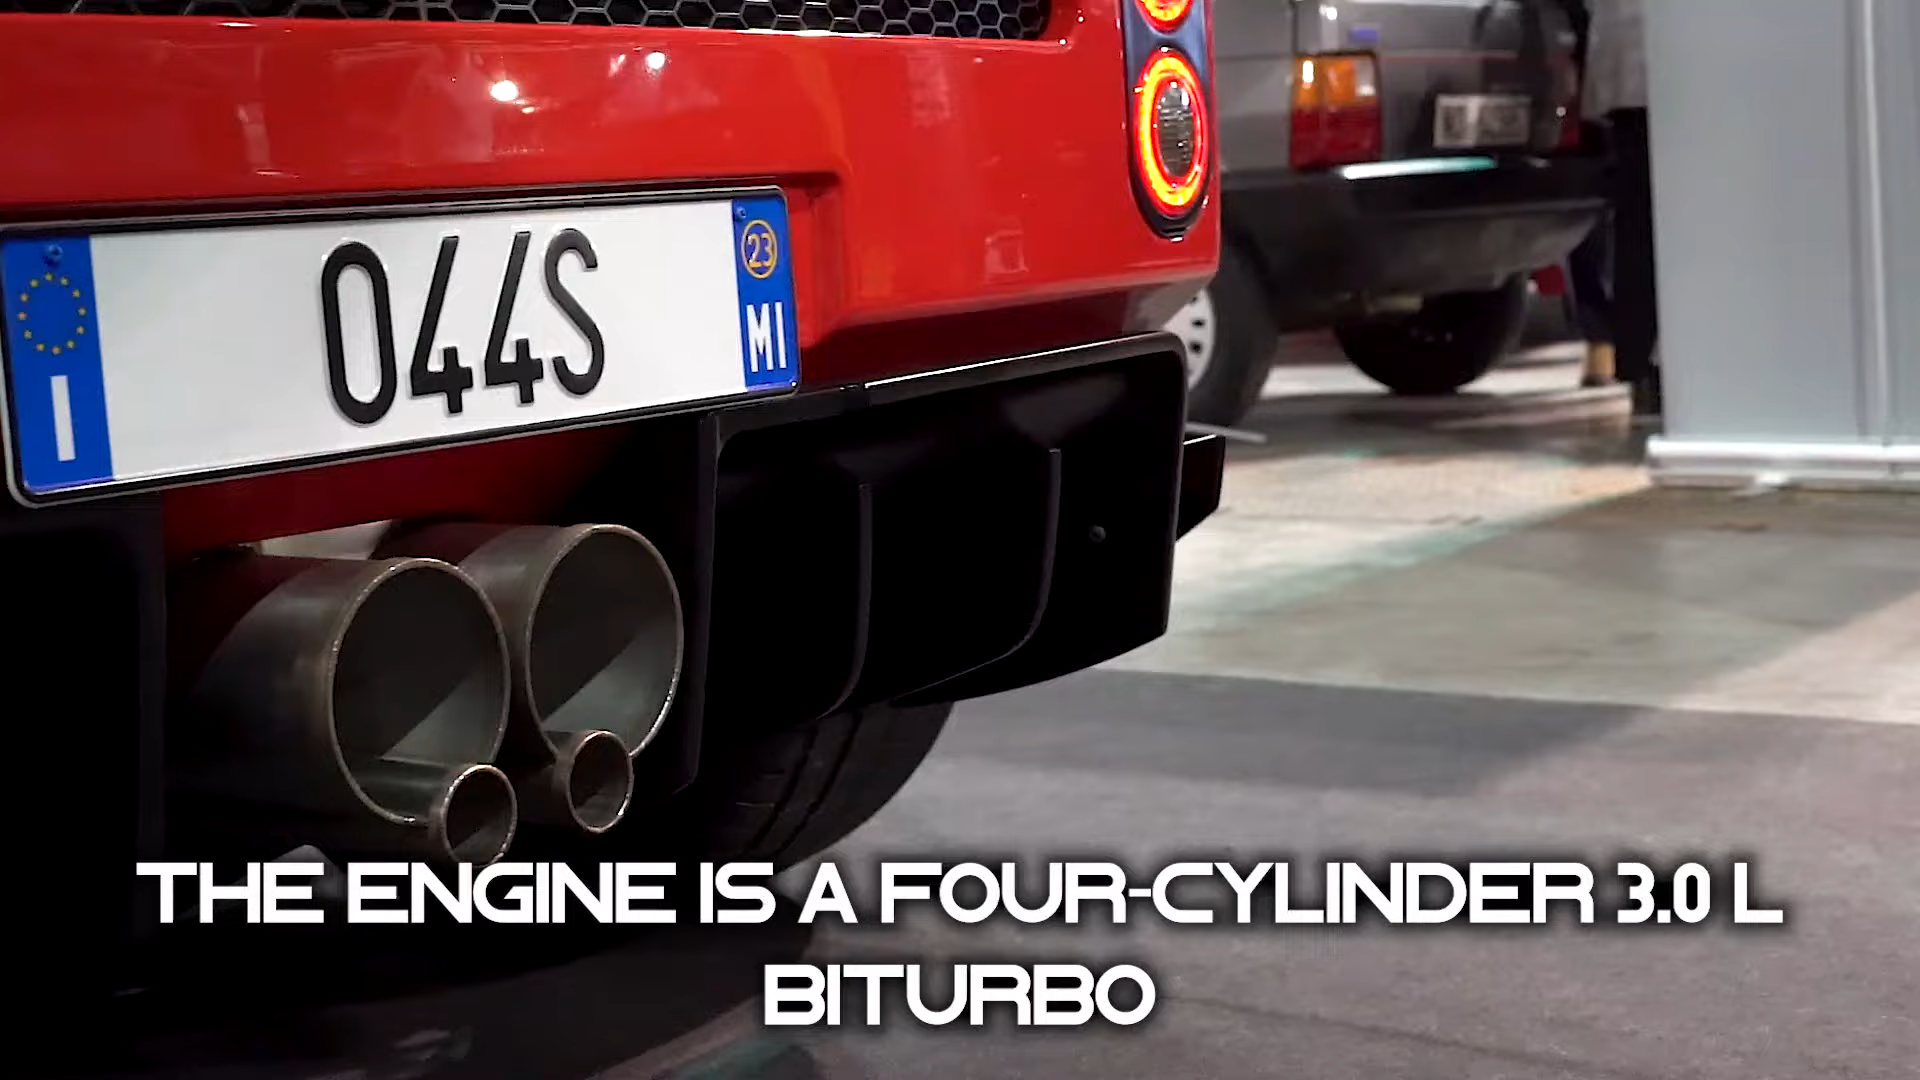 044S
23
MI
I
THE ENGINE IS A FOUR-CYLINDER 3.0 L
BITURBO